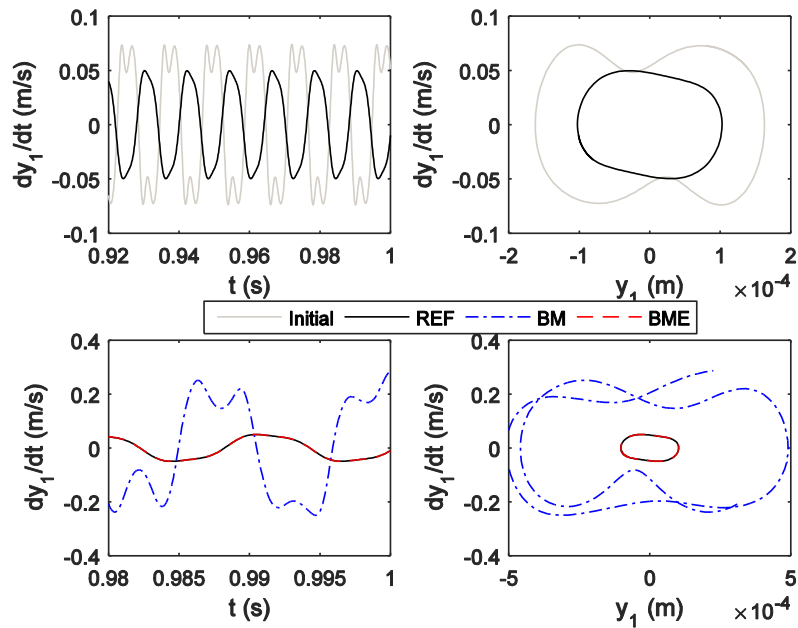 0.1
0.05
0
-0.05
-0.1
dy1/dt (m/s)
0.92 0.94 0.96 0.98 1
t (s)
0.1
0.05
0
-0.05
-0.1
dy1/dt (m/s)
-2 -1 0 1 2
y1 (m)
×10-4
Initial REF BM BME
0.4
0.2
0
-0.2
-0.4
dy1/dt (m/s)
0.98 0.985 0.99 0.995 1
t (s)
0.4
0.2
0
-0.2
-0.4
dy1/dt (m/s)
-5 0 5
y1 (m)
×10-4